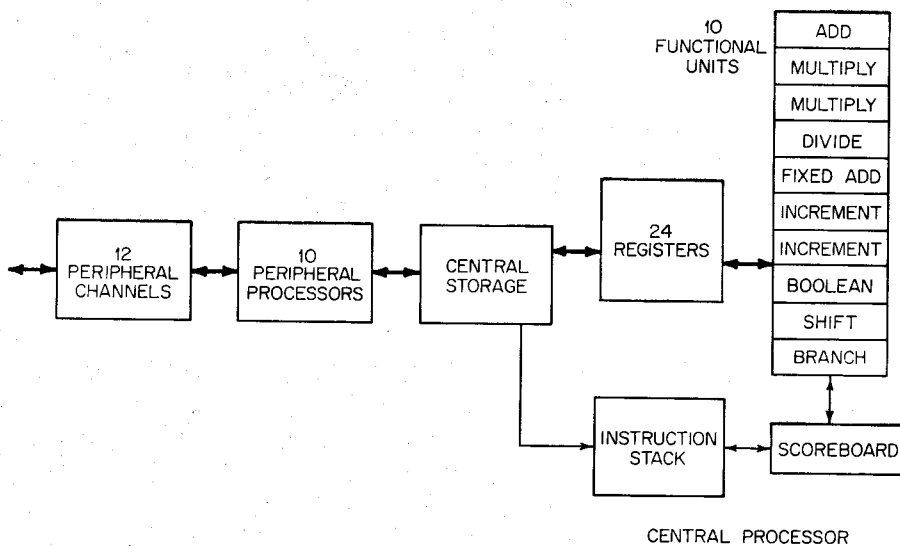 10
FUNCTIONAL
UNITS
ADD
MULTIPLY
MULTIPLY
DIVIDE
FIXED ADD
INCREMENT
INCREMENT
BOOLEAN
SHIFT
BRANCH
12
PERIPHERAL
CHANNELS
10
PERIPHERAL
PROCESSORS
CENTRAL
STORAGE
24
REGISTERS
INSTRUCTION
STACK
SCOREBOARD
CENTRAL PROCESSOR